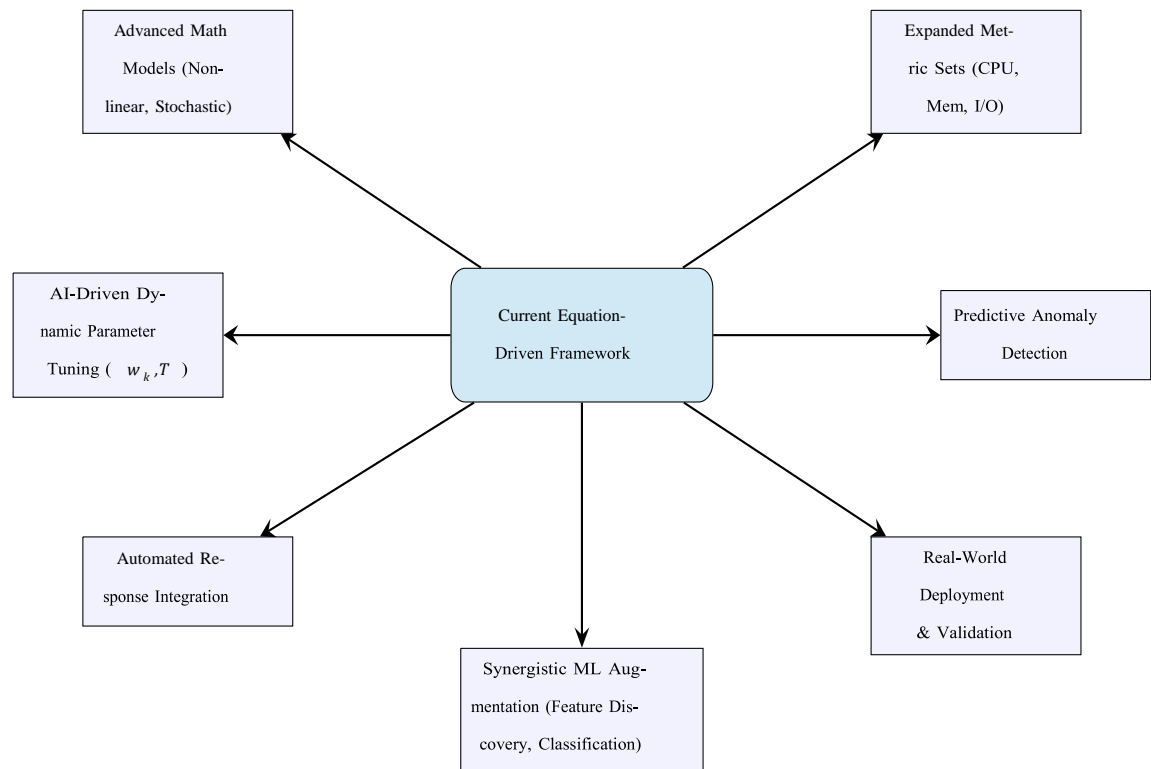 Advanced Math
Models (Non-
linear, Stochastic)
Expanded Met-
ric Sets (CPU,
Mem, I/O)
AI-Driven Dy-
namic Parameter
Tuning ( w_k,T )
Current Equation-
Driven Framework
Predictive Anomaly
Detection
Automated Re-
sponse Integration
Real-World
Deployment
& Validation
Synergistic ML Aug-
mentation (Feature Dis-
covery, Classification)